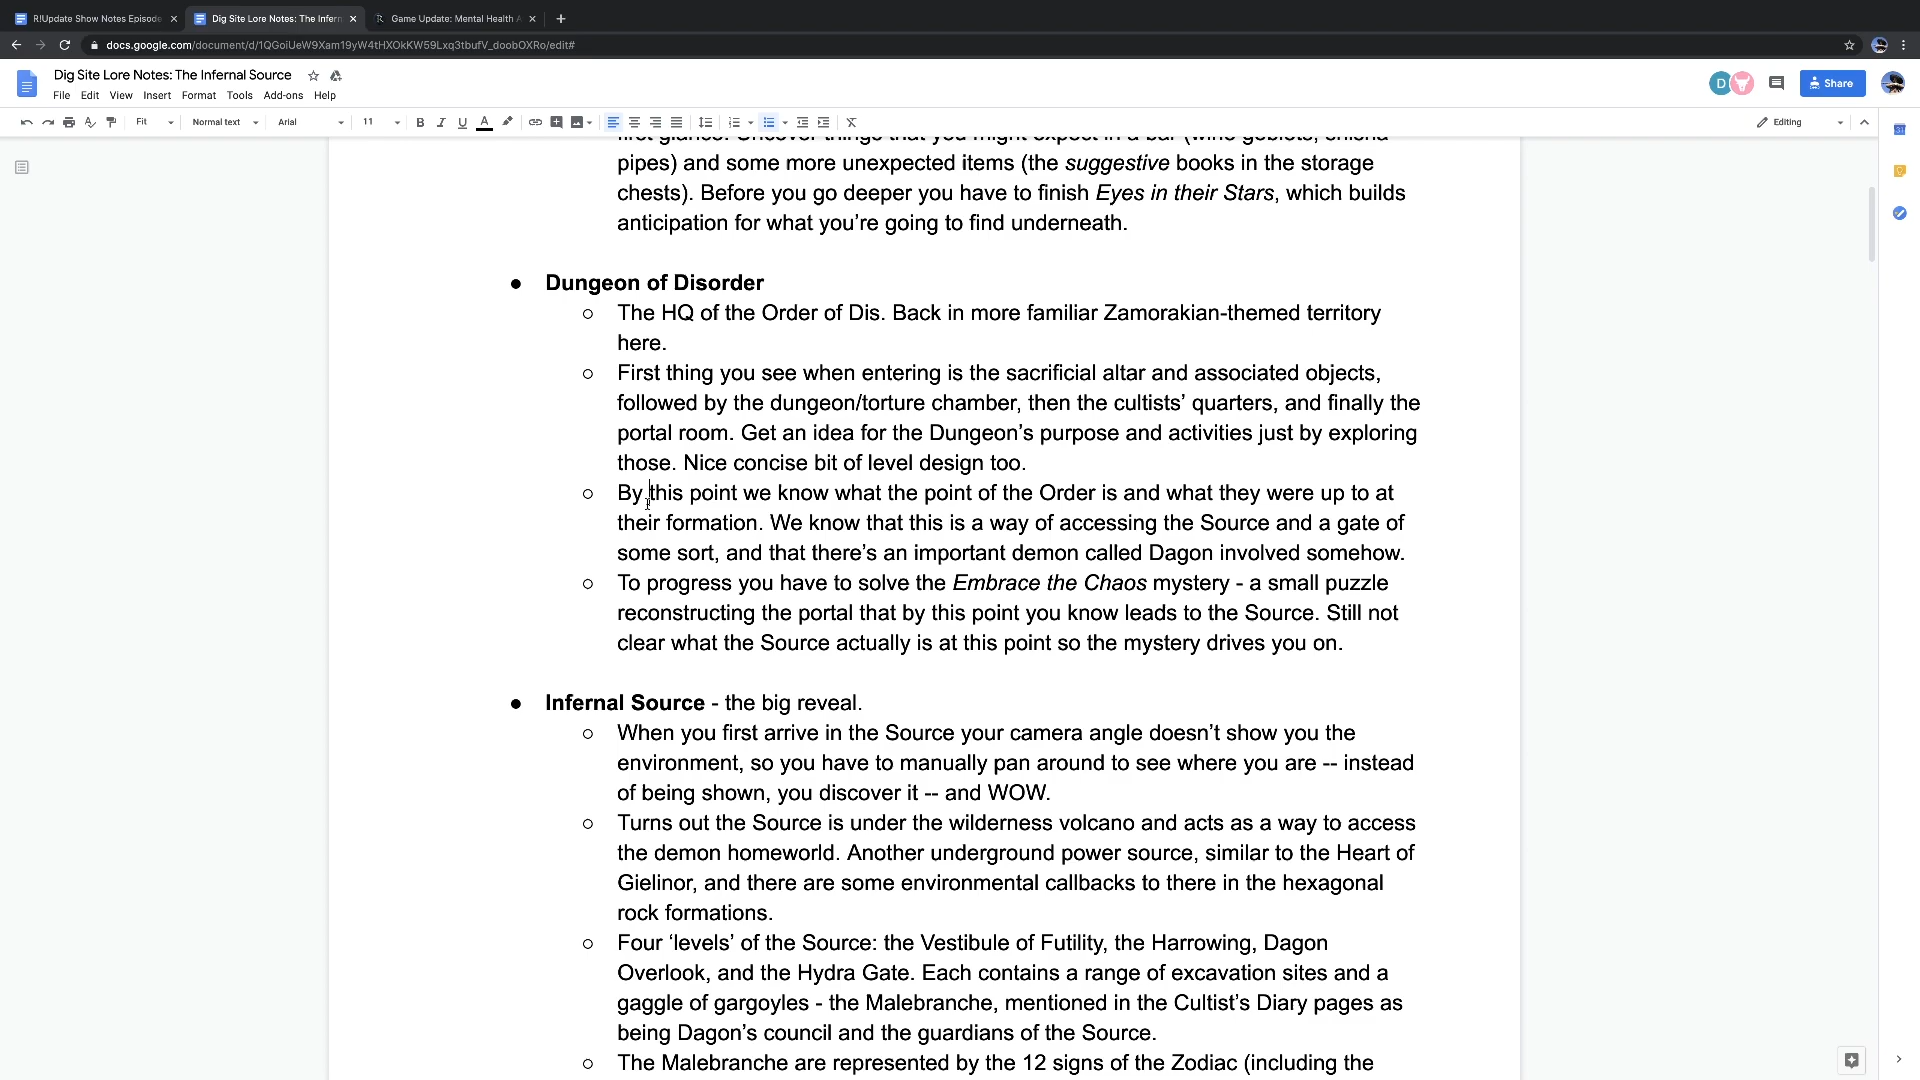 R!Update Show Notes Episode
Dig Site Lore Notes: The Infern
Game Update: Mental Health A
docs.google.com/document/d/1QGoiUeW9Xam19yW4tHXOkKW59Lxq3tbufV_doobOXRo/edit#
Dig Site Lore Notes: The Infernal Source
D
Share
File Edit View Insert Format Tools Add-ons Help
Fit Normal text Arial 11 B I U A Editing
first glance. Uncover things that you might expect in a bar (wine goblets, shisha
pipes) and some more unexpected items (the suggestive books in the storage
chests). Before you go deeper you have to finish Eyes in their Stars, which builds
anticipation for what you’re going to find underneath.
● Dungeon of Disorder
○ The HQ of the Order of Dis. Back in more familiar Zamorakian-themed territory
here.
○ First thing you see when entering is the sacrificial altar and associated objects,
followed by the dungeon/torture chamber, then the cultists’ quarters, and finally the
portal room. Get an idea for the Dungeon’s purpose and activities just by exploring
those. Nice concise bit of level design too.
○ By this point we know what the point of the Order is and what they were up to at
their formation. We know that this is a way of accessing the Source and a gate of
some sort, and that there’s an important demon called Dagon involved somehow.
○ To progress you have to solve the Embrace the Chaos mystery - a small puzzle
reconstructing the portal that by this point you know leads to the Source. Still not
clear what the Source actually is at this point so the mystery drives you on.
● Infernal Source - the big reveal.
○ When you first arrive in the Source your camera angle doesn’t show you the
environment, so you have to manually pan around to see where you are -- instead
of being shown, you discover it -- and WOW.
○ Turns out the Source is under the wilderness volcano and acts as a way to access
the demon homeworld. Another underground power source, similar to the Heart of
Gielinor, and there are some environmental callbacks to there in the hexagonal
rock formations.
○ Four ‘levels’ of the Source: the Vestibule of Futility, the Harrowing, Dagon
Overlook, and the Hydra Gate. Each contains a range of excavation sites and a
gaggle of gargoyles - the Malebranche, mentioned in the Cultist’s Diary pages as
being Dagon’s council and the guardians of the Source.
○ The Malebranche are represented by the 12 signs of the Zodiac (including the